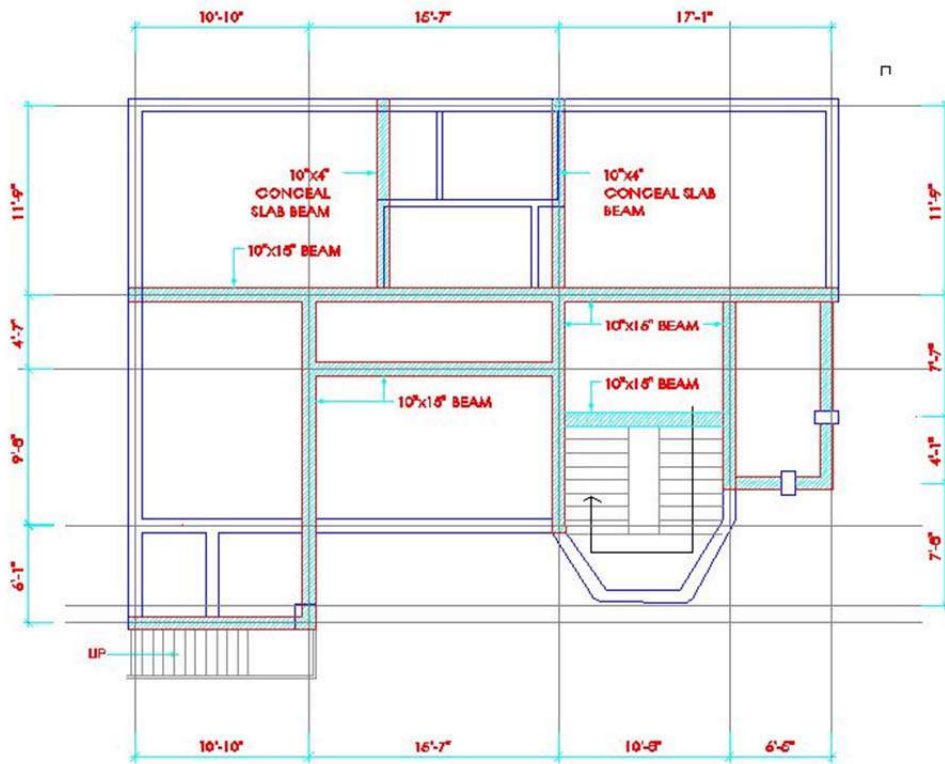 10'-10" 15'-7" 17'-1"
11'-9"
10"x4"
CONCEAL
SLAB BEAM
10"x4"
CONCEAL SLAB
BEAM
11'-9"
10"x15" BEAM
4'-7"
10"x15" BEAM
7'-7"
10"x15" BEAM
10"x15" BEAM
9'-8"
4'-1"
6'-1"
7'-8"
UP
10'-10" 15'-7" 10'-8" 6'-5"